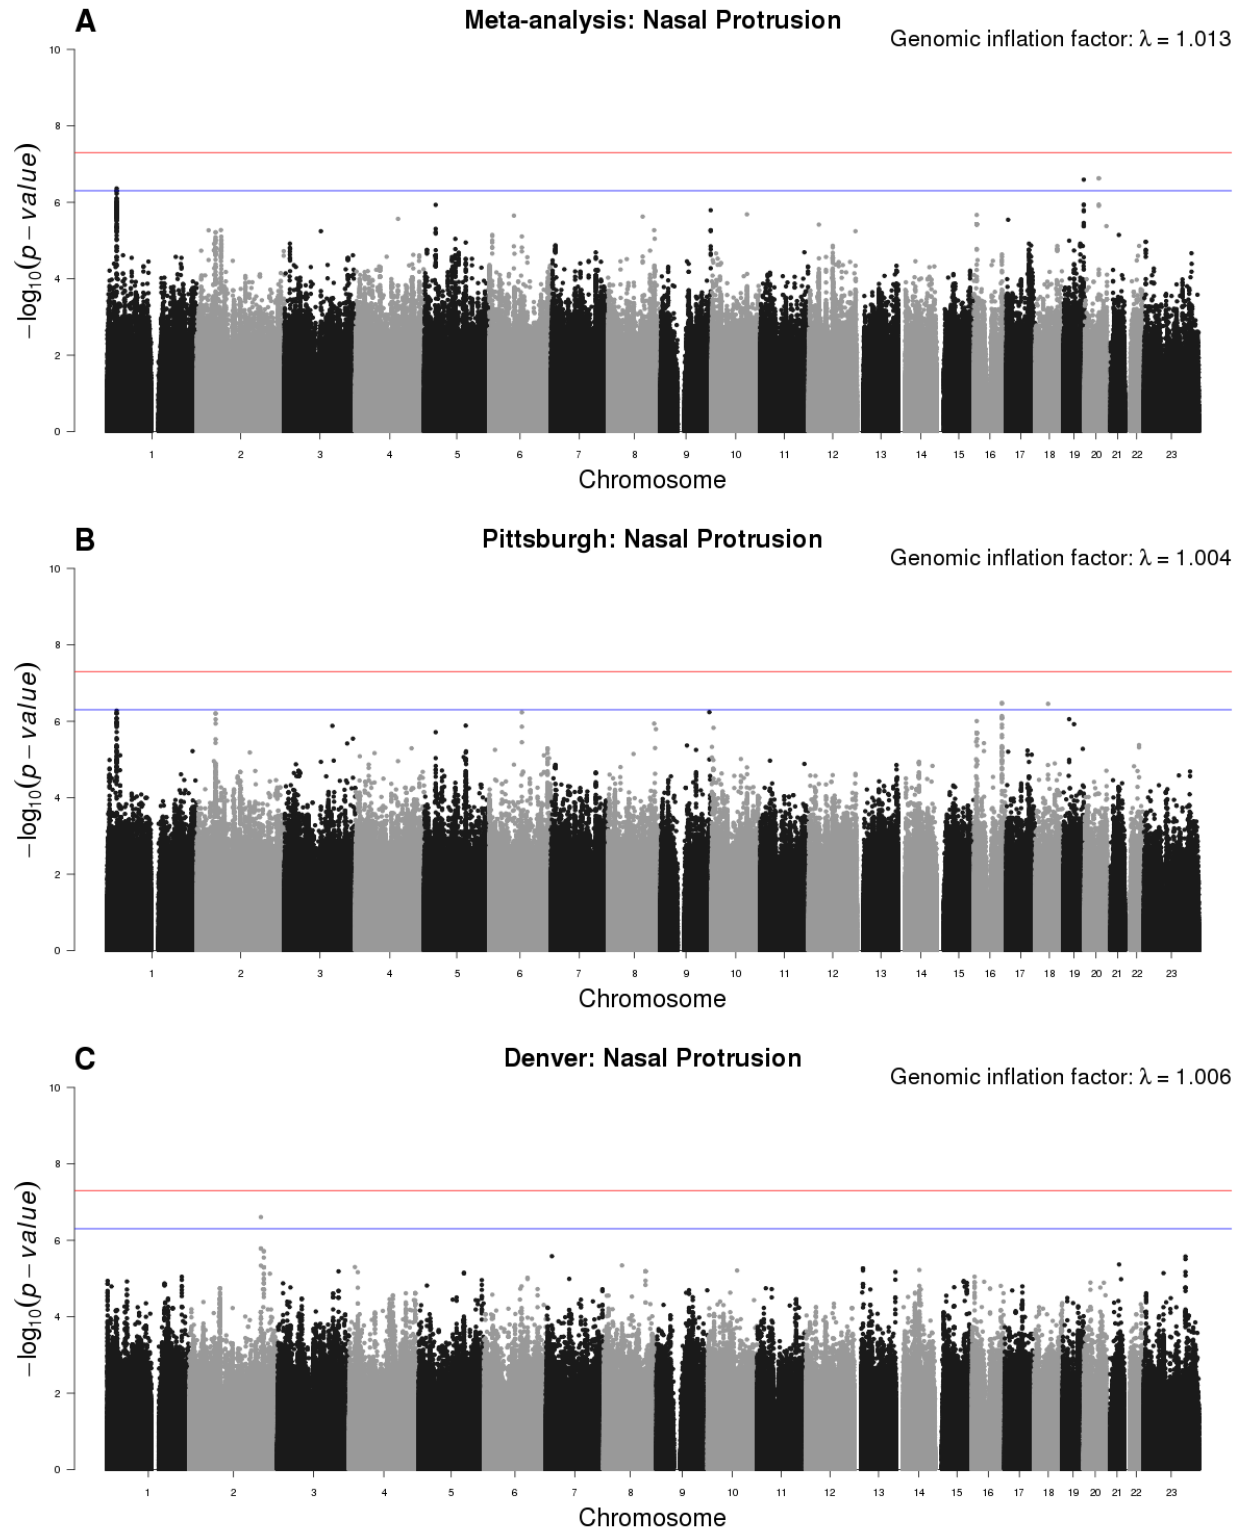 A
Meta-analysis: Nasal Protrusion
Genomic inflation factor: λ = 1.013
10
8
6
4
2
0
−log10(p − value)
1 2 3 4 5 6 7 8 9 10 11 12 13 14 15 16 17 18 19 20 21 22 23
Chromosome
B
Pittsburgh: Nasal Protrusion
Genomic inflation factor: λ = 1.004
10
8
6
4
2
0
−log10(p − value)
1 2 3 4 5 6 7 8 9 10 11 12 13 14 15 16 17 18 19 20 21 22 23
Chromosome
C
Denver: Nasal Protrusion
Genomic inflation factor: λ = 1.006
10
8
6
4
2
0
−log10(p − value)
1 2 3 4 5 6 7 8 9 10 11 12 13 14 15 16 17 18 19 20 21 22 23
Chromosome